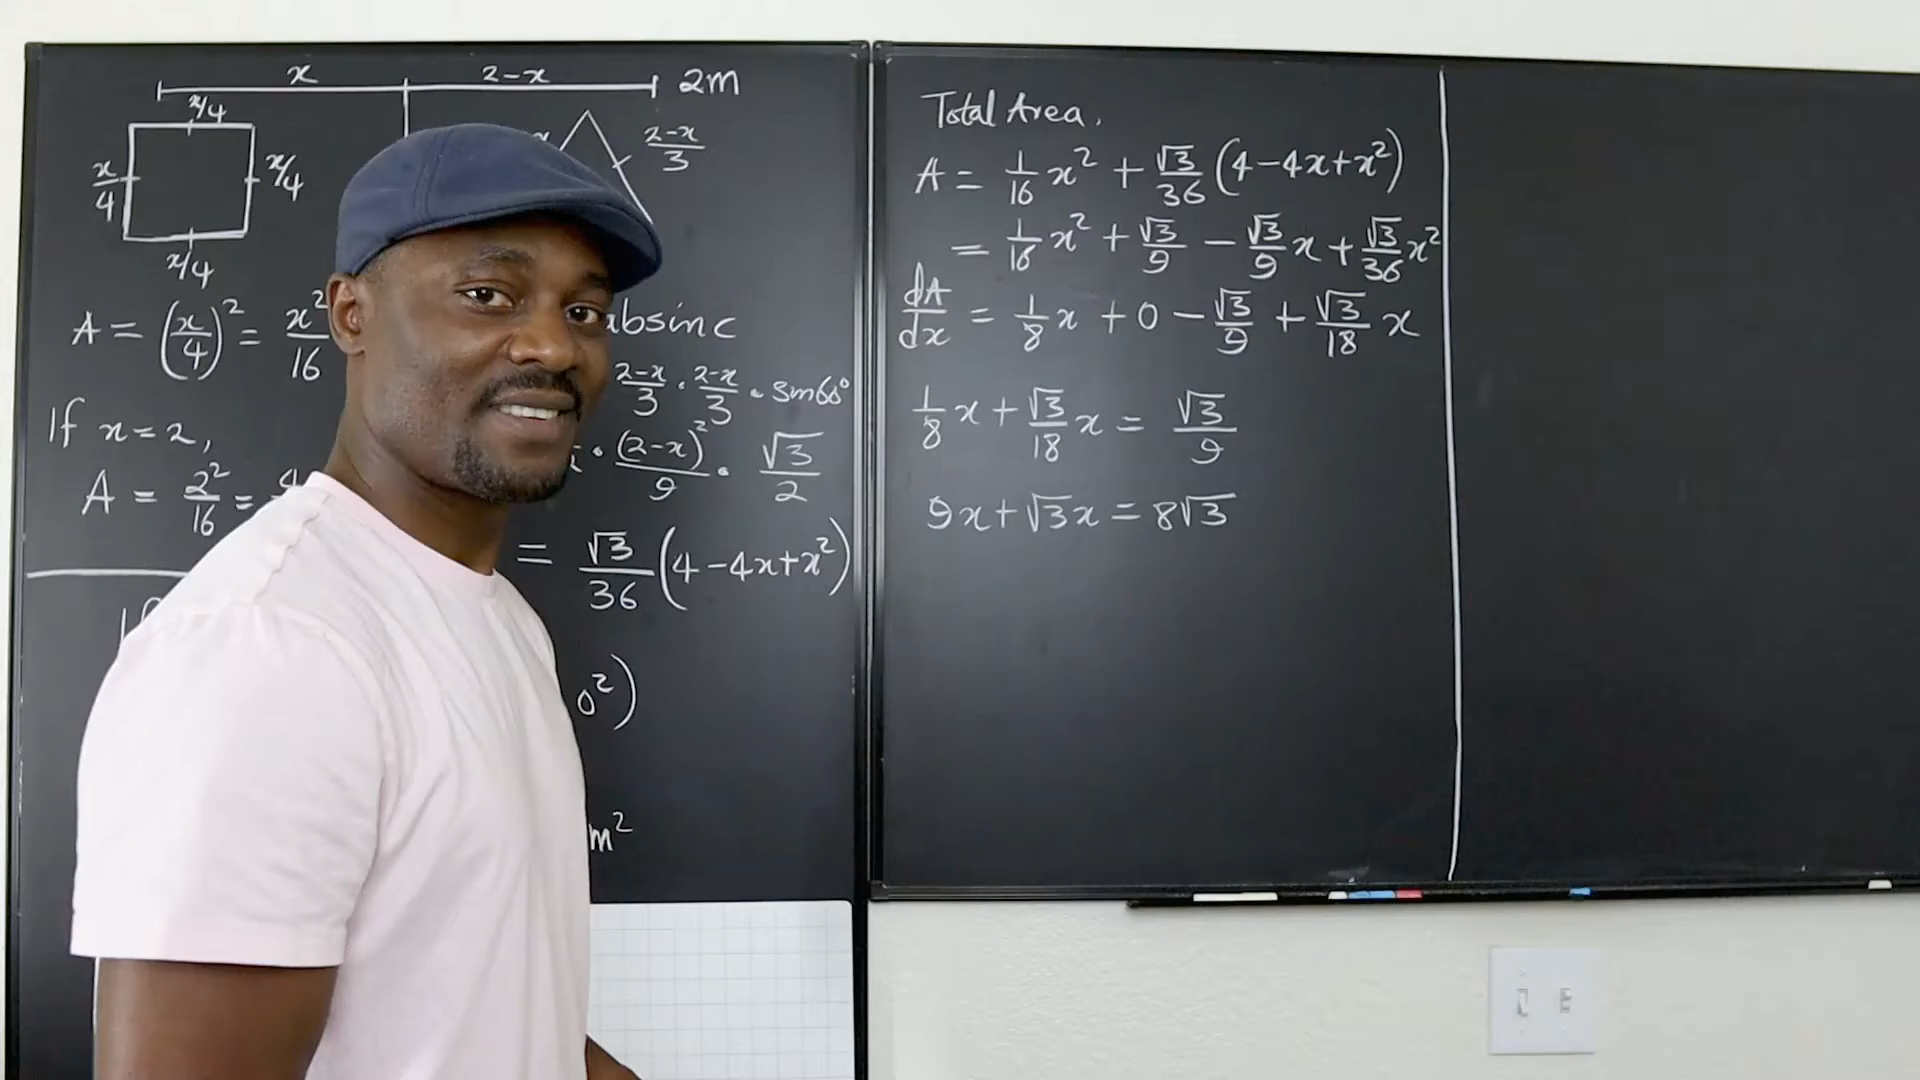 x 2-x 2m
x/4
x/4 x/4 2-x/3
x/4
A = (x/4)² = x²/16
If x=2,
A = 2²/16 =
absinc
2-x/3 · 2-x/3 · sin60°
· (2-x)²/9 · √3/2
= √3/36 (4-4x+x²)
0²)
m²
Total Area,
A = 1/16 x² + √3/36 (4-4x+x²)
= 1/16 x² + √3/9 - √3/9 x + √3/36 x²
dA/dx = 1/8 x + 0 - √3/9 + √3/18 x
1/8 x + √3/18 x = √3/9
9x+√3x = 8√3